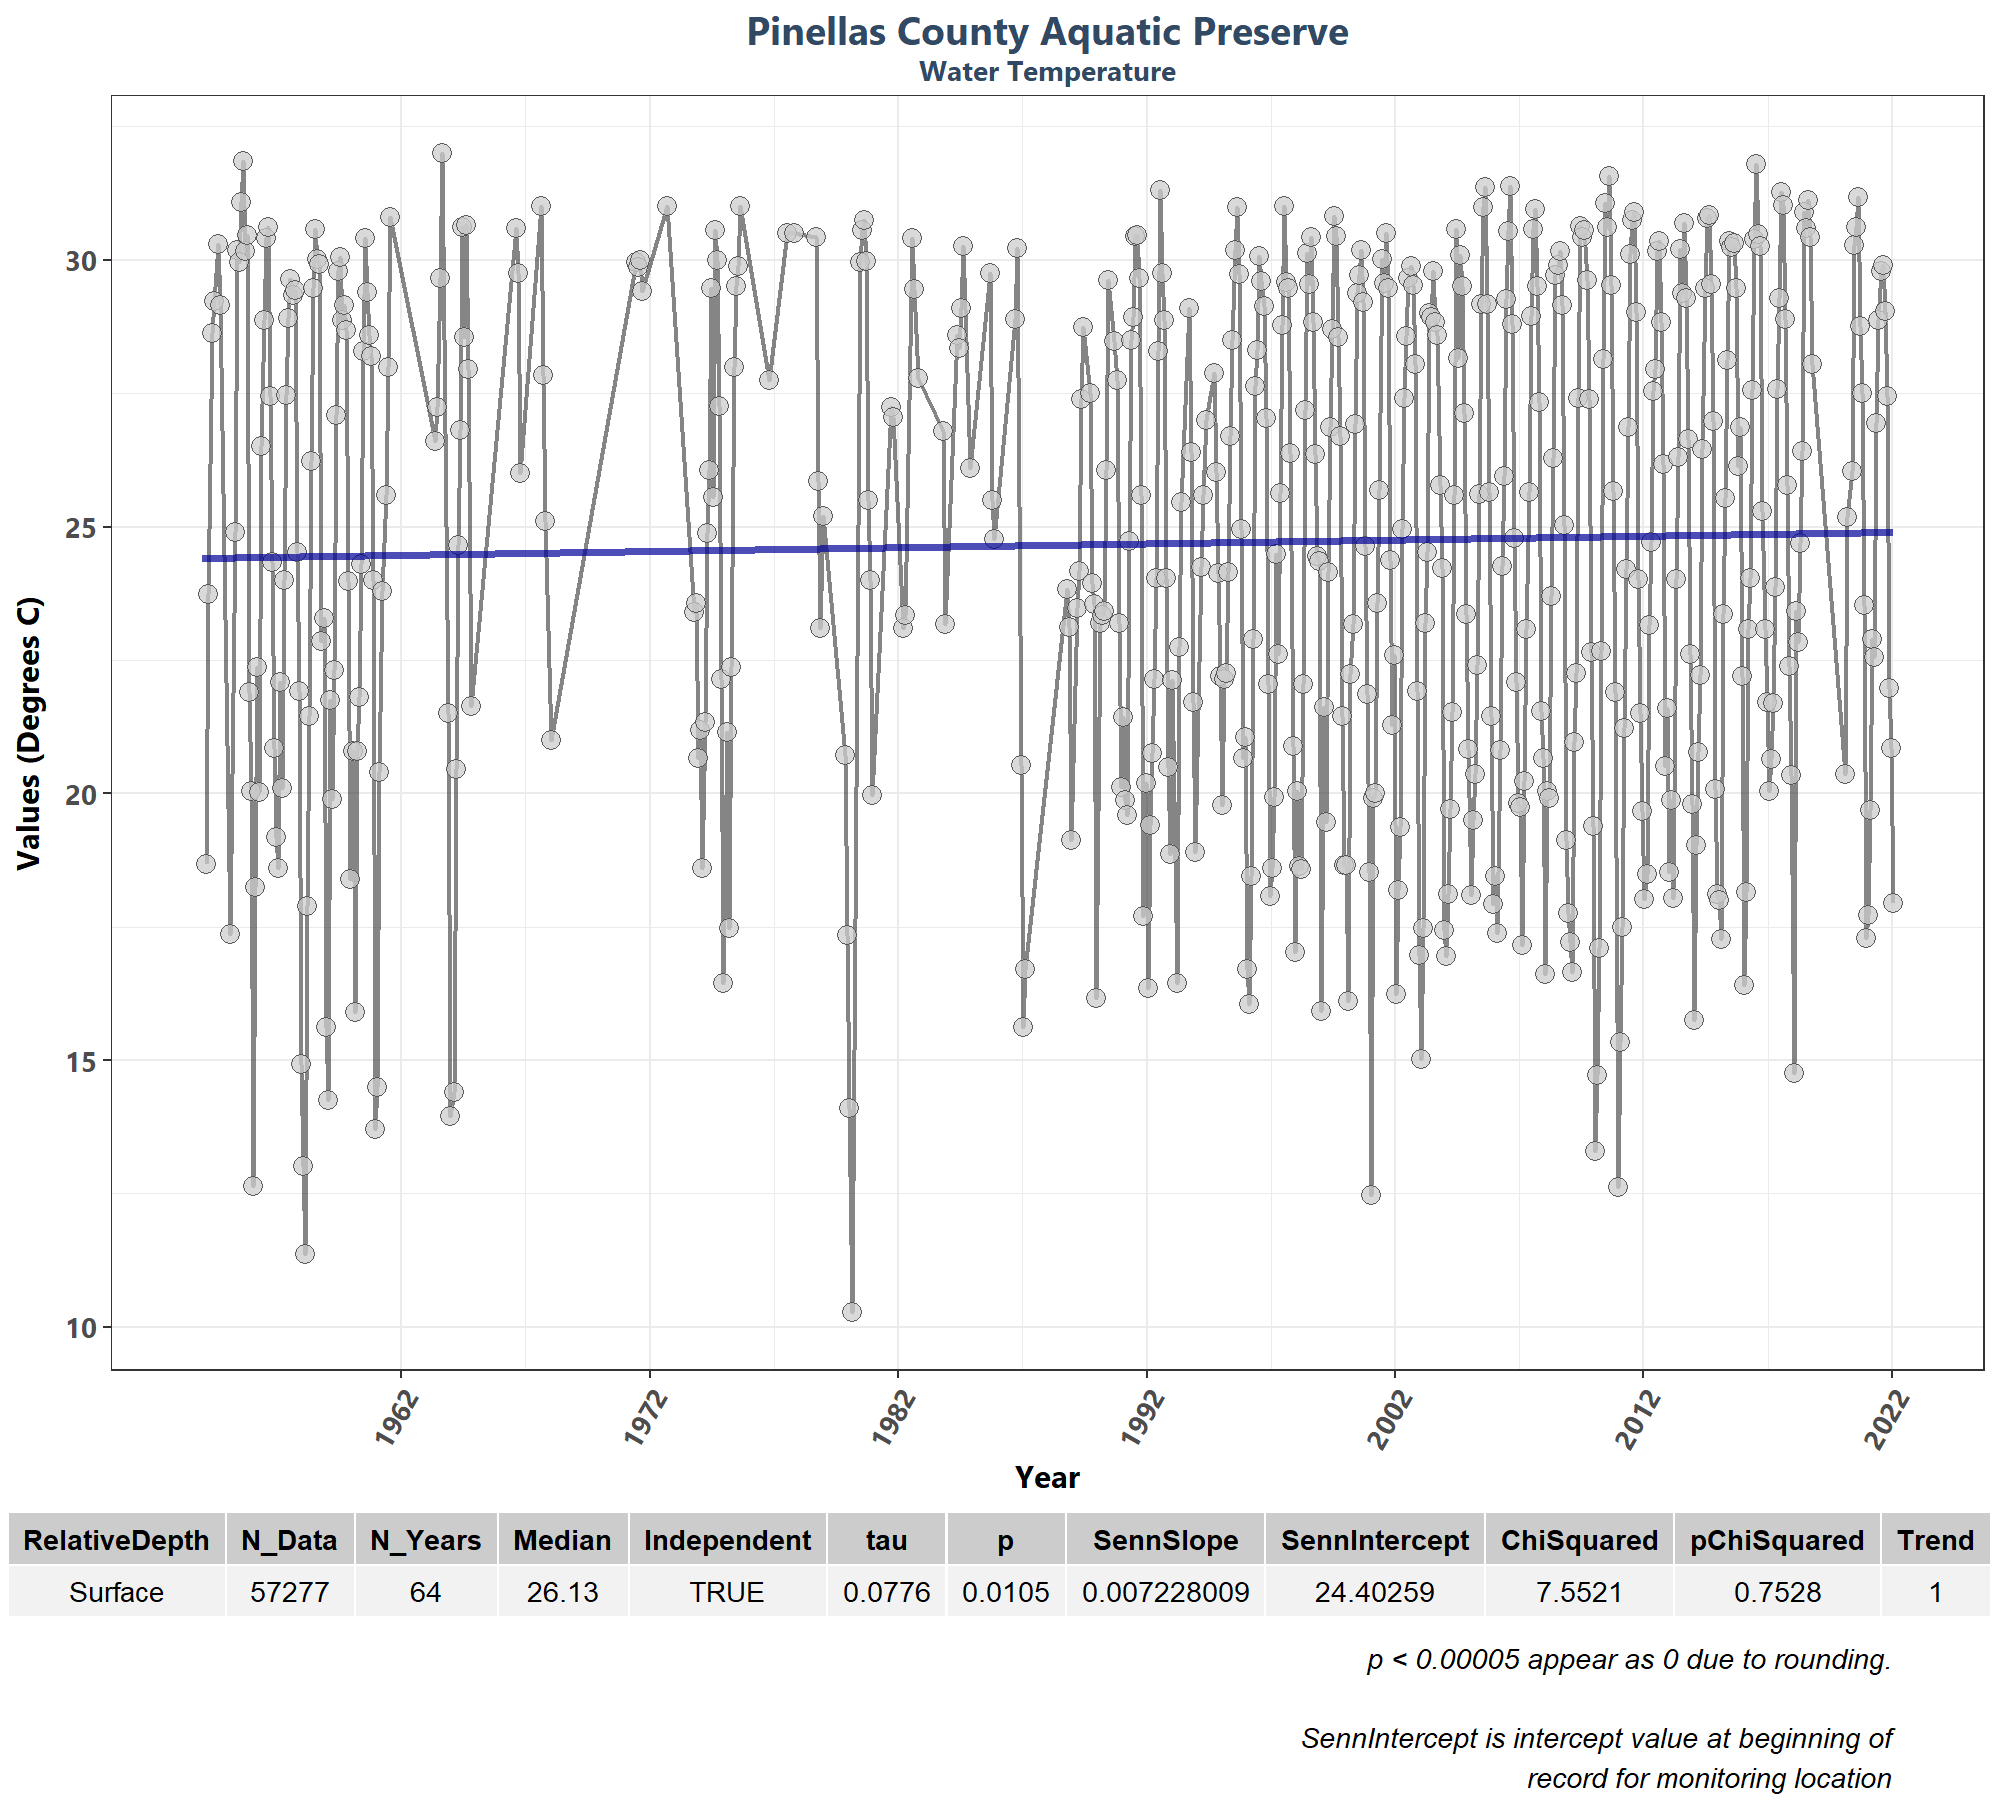 Pinellas County Aquatic Preserve
Water Temperature
Values (Degrees C)
30
25
20
15
10
1962 1972 1982 1992 2002 2012 2022
Year
RelativeDepth N_Data N_Years Median Independent tau p SennSlope SennIntercept ChiSquared pChiSquared Trend
Surface 57277 64 26.13 TRUE 0.0776 0.0105 0.007228009 24.40259 7.5521 0.7528 1
p < 0.00005 appear as 0 due to rounding.
SennIntercept is intercept value at beginning of
record for monitoring location